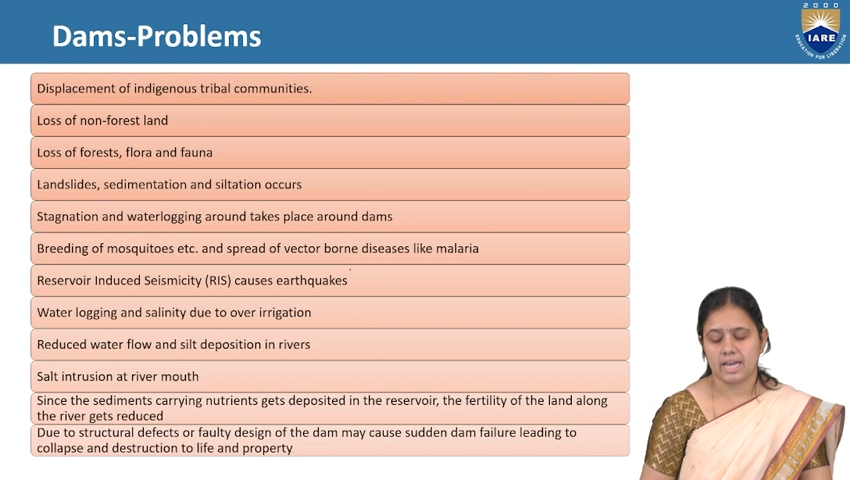 2000
Dams-Problems
IARE
EDUCATION FOR LIBERATION
Displacement of indigenous tribal communities.
Loss of non-forest land
Loss of forests, flora and fauna
Landslides, sedimentation and siltation occurs
Stagnation and waterlogging around takes place around dams
Breeding of mosquitoes etc. and spread of vector borne diseases like malaria
Reservoir Induced Seismicity (RIS) causes earthquakes
Water logging and salinity due to over irrigation
Reduced water flow and silt deposition in rivers
Salt intrusion at river mouth
Since the sediments carrying nutrients gets deposited in the reservoir, the fertility of the land along
the river gets reduced
Due to structural defects or faulty design of the dam may cause sudden dam failure leading to
collapse and destruction to life and property